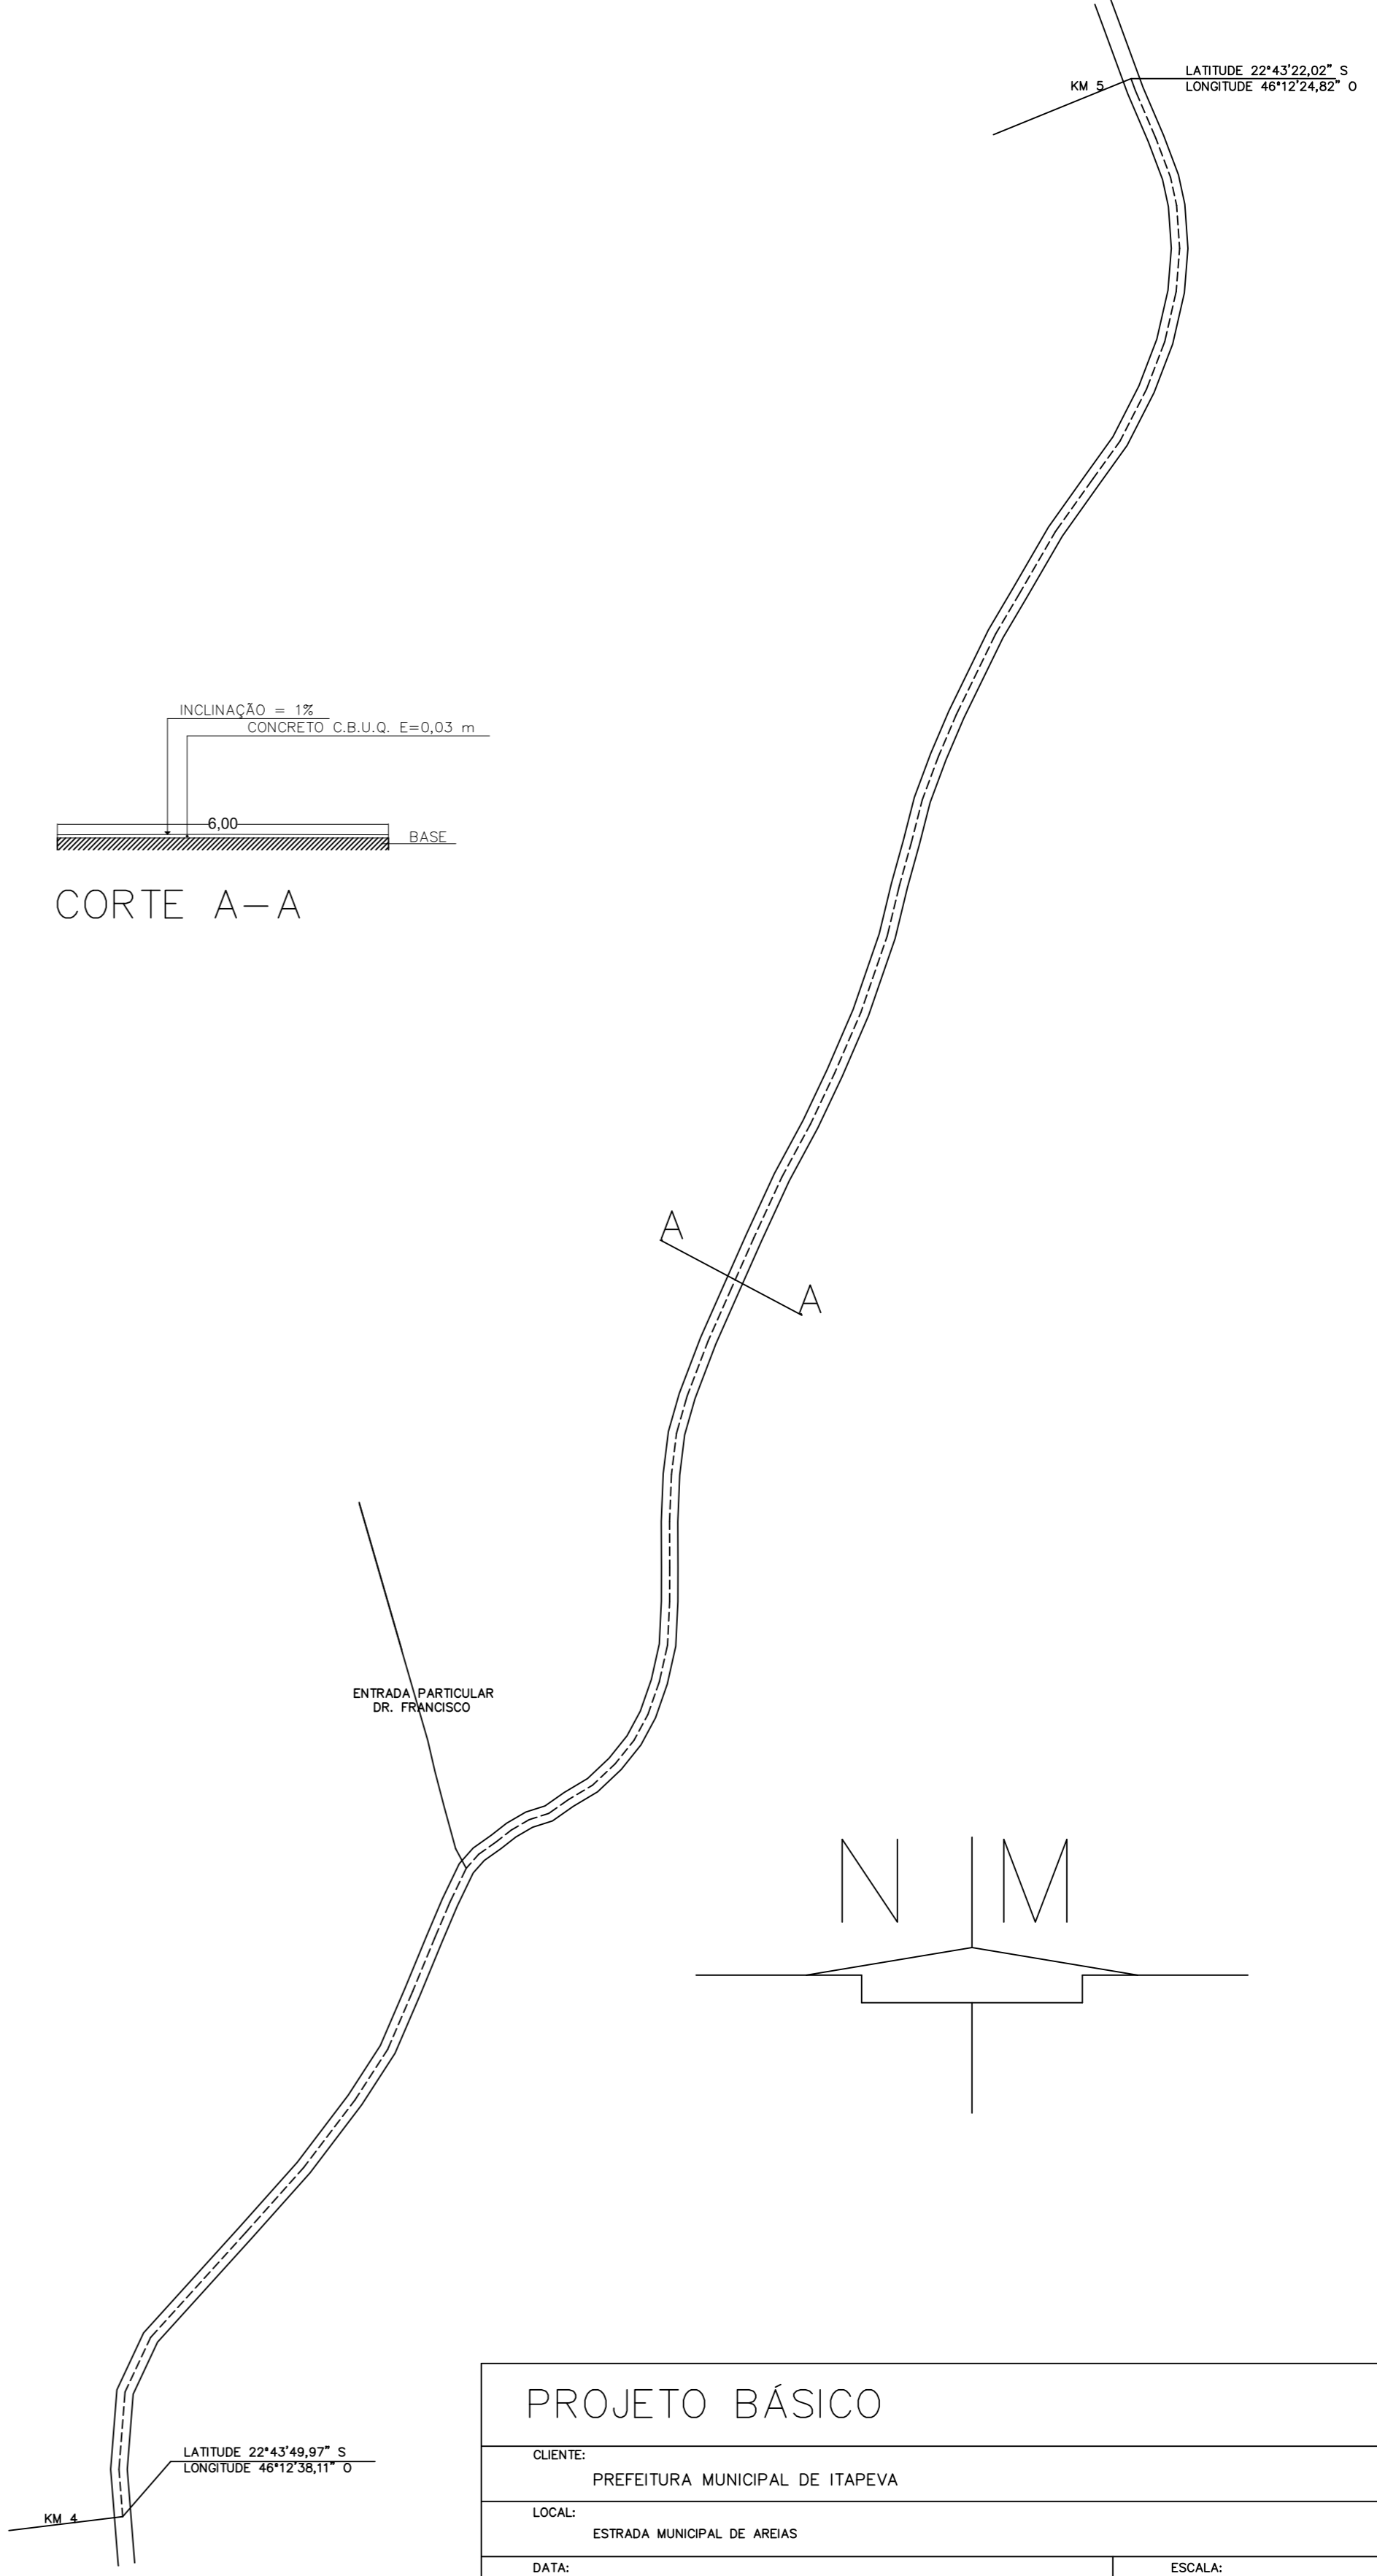 LATITUDE 22°43'22,02" S
KM 5
LONGITUDE 46°12'24,82" O
INCLINAÇÃO = 1%
CONCRETO C.B.U.Q. E=0,03 m
6,00
BASE
CORTE A-A
A
A
ENTRADA PARTICULAR
DR. FRANCISCO
N M
PROJETO BÁSICO
LATITUDE 22°43'49,97" S
LONGITUDE 46°12'38,11" O
KM 4
CLIENTE:
PREFEITURA MUNICIPAL DE ITAPEVA
LOCAL:
ESTRADA MUNICIPAL DE AREIAS
DATA:
ESCALA: